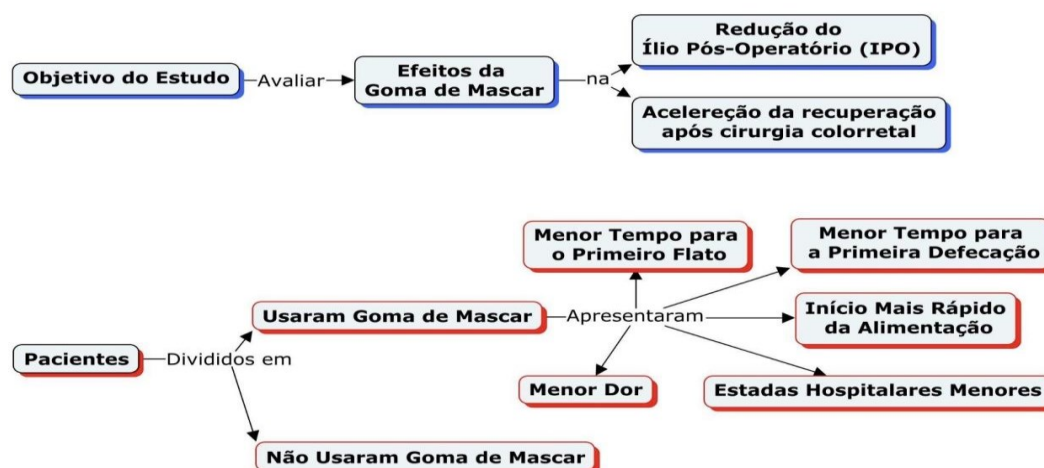 Objetivo do Estudo
Avaliar
Efeitos da
Goma de Mascar
na
Redução do
Ílio Pós-Operatório (IPO)
Acelereção da recuperação
após cirurgia colorretal
Pacientes
Divididos em
Usaram Goma de Mascar
Apresentaram
Menor Tempo para
o Primeiro Flato
Menor Tempo para
a Primeira Defecação
Início Mais Rápido
da Alimentação
Menor Dor
Estadas Hospitalares Menores
Não Usaram Goma de Mascar